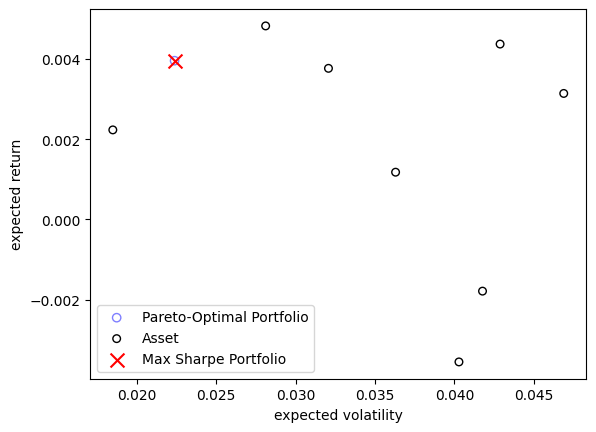 0.004
0.002
0.000
−0.002
expected return
Pareto-Optimal Portfolio
Asset
Max Sharpe Portfolio
0.020 0.025 0.030 0.035 0.040 0.045
expected volatility